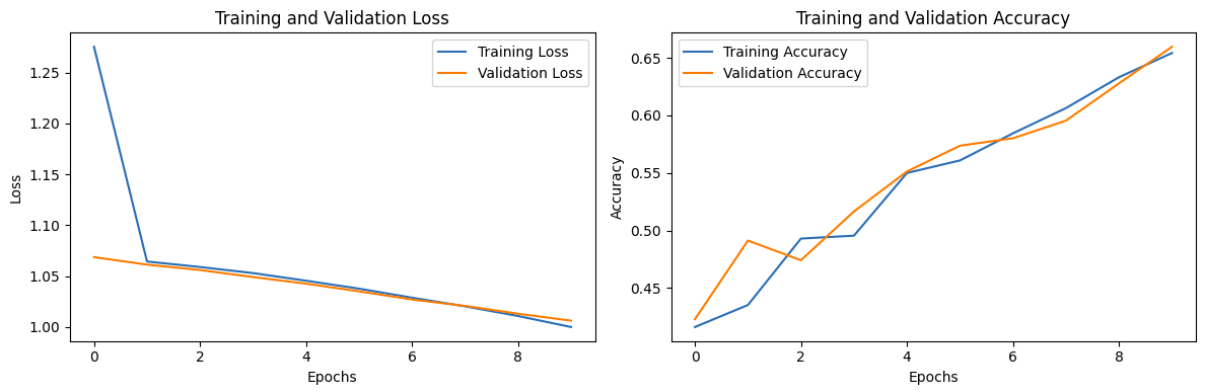 Training and Validation Loss
Training Loss
Validation Loss
1.25
1.20
1.15
1.10
1.05
1.00
Loss
0 2 4 6 8
Epochs
Training and Validation Accuracy
Training Accuracy
Validation Accuracy
0.65
0.60
0.55
0.50
0.45
Accuracy
0 2 4 6 8
Epochs